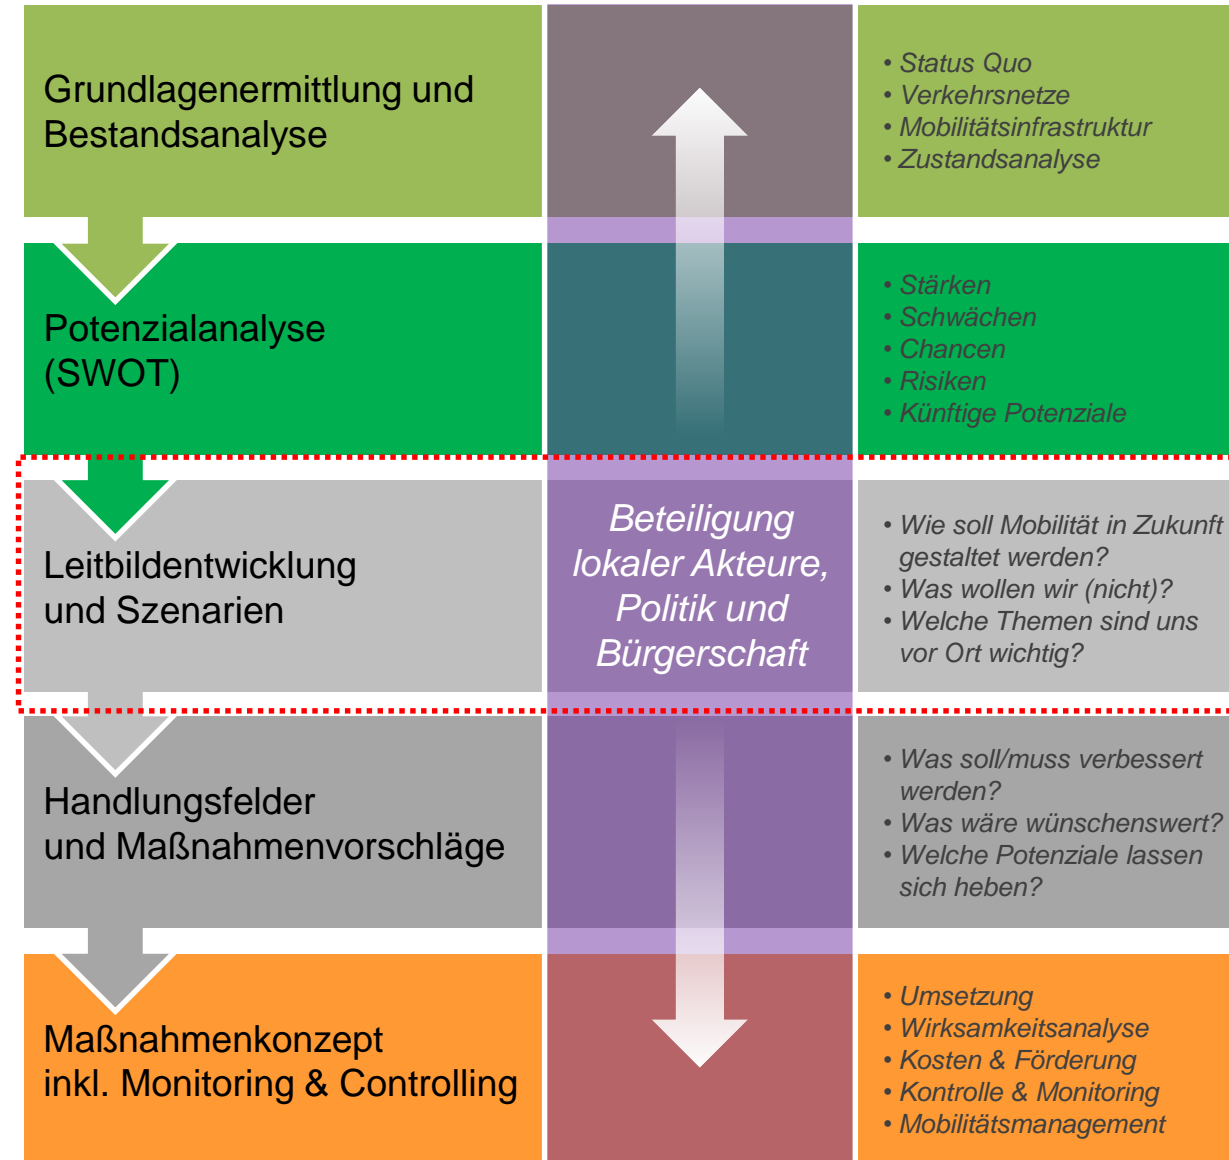 Grundlagenermittlung und
Bestandsanalyse
• Status Quo
• Verkehrsnetze
• Mobilitätsinfrastruktur
• Zustandsanalyse
Potenzialanalyse
(SWOT)
• Stärken
• Schwächen
• Chancen
• Risiken
• Künftige Potenziale
Leitbildentwicklung
und Szenarien
Beteiligung
lokaler Akteure,
Politik und
Bürgerschaft
• Wie soll Mobilität in Zukunft
gestaltet werden?
• Was wollen wir (nicht)?
• Welche Themen sind uns
vor Ort wichtig?
Handlungsfelder
und Maßnahmenvorschläge
• Was soll/muss verbessert
werden?
• Was wäre wünschenswert?
• Welche Potenziale lassen
sich heben?
Maßnahmenkonzept
inkl. Monitoring & Controlling
• Umsetzung
• Wirksamkeitsanalyse
• Kosten & Förderung
• Kontrolle & Monitoring
• Mobilitätsmanagement